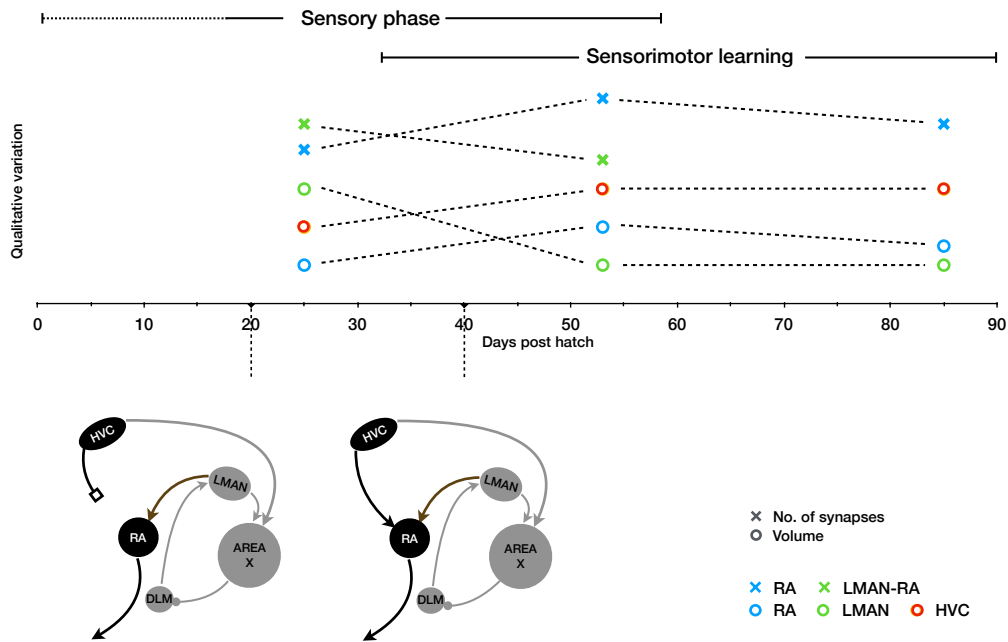 Sensory phase
Sensorimotor learning
Qualitative variation
0 10 20 30 40 50 60 70 80 90
Days post hatch
HVC
LMAN
RA
AREA
X
DLM
HVC
LMAN
RA
AREA
X
DLM
No. of synapses
Volume
RA LMAN-RA
RA LMAN HVC